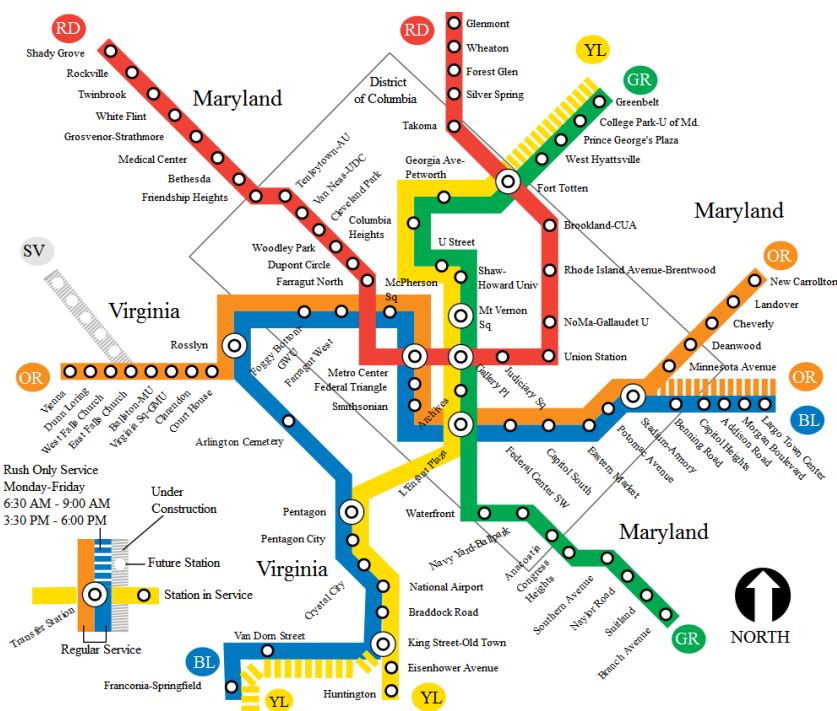 RD
Shady Grove
Rockville
Twinbrook
White Flint
Grosvenor-Strathmore
Medical Center
Bethesda
Friendship Heights
Maryland
District
of Columbia
Tenleytown-AU
Van Ness-UDC
Cleveland Park
Woodley Park
Dupont Circle
Farragut North
RD
Glenmont
Wheaton
Forest Glen
Silver Spring
Takoma
YL
GR
Greenbelt
College Park-U of Md.
Prince George's Plaza
West Hyattsville
Fort Totten
Georgia Ave-
Petworth
Columbia
Heights
U Street
Shaw-
Howard Univ
Mt Vernon
Sq
Brookland-CUA
Rhode Island Avenue-Brentwood
NoMa-Gallaudet U
Union Station
Maryland
OR
New Carrollton
Landover
Cheverly
Deanwood
Minnesota Avenue
OR
BL
SV
Virginia
OR
Vienna
Dunn Loring
West Falls Church
East Falls Church
Ballston-MU
Virginia Sq-GMU
Clarendon
Court House
Rosslyn
Foggy Bottom-
GWU
Farragut West
McPherson
Sq
Metro Center
Federal Triangle
Smithsonian
Gallery Pl
Judiciary Sq
Archives
L'Enfant Plaza
Federal Center SW
Capitol South
Eastern Market
Potomac Avenue
Stadium-Armory
Benning Road
Capitol Heights
Addison Road
Morgan Boulevard
Largo Town Center
Arlington Cemetery
Pentagon
Pentagon City
Crystal City
Virginia
National Airport
Braddock Road
King Street-Old Town
Eisenhower Avenue
Huntington
YL
Van Dorn Street
BL
Franconia-Springfield
YL
Waterfront
Navy Yard-Ballpark
Anacostia
Congress
Heights
Southern Avenue
Naylor Road
Suitland
Branch Avenue
GR
Maryland
NORTH
Rush Only Service
Monday-Friday
6:30 AM - 9:00 AM
3:30 PM - 6:00 PM
Under
Construction
Future Station
Station in Service
Transfer Station
Regular Service